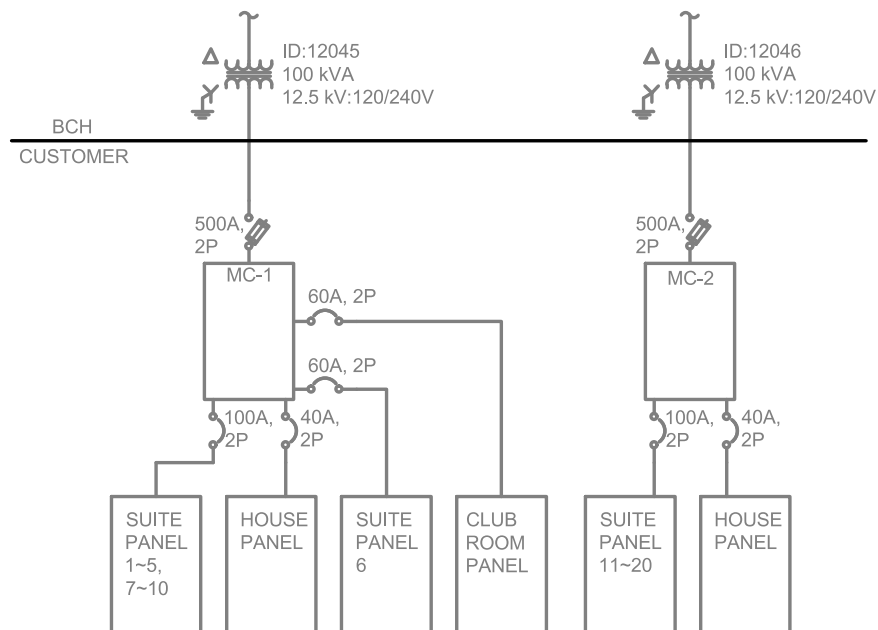 ID:12045
100 kVA
12.5 kV:120/240V
ID:12046
100 kVA
12.5 kV:120/240V
BCH
CUSTOMER
500A,
2P
MC-1
60A, 2P
60A, 2P
100A,
2P
40A,
2P
500A,
2P
MC-2
100A,
2P
40A,
2P
SUITE
PANEL
1~5,
7~10
HOUSE
PANEL
SUITE
PANEL
6
CLUB
ROOM
PANEL
SUITE
PANEL
11~20
HOUSE
PANEL